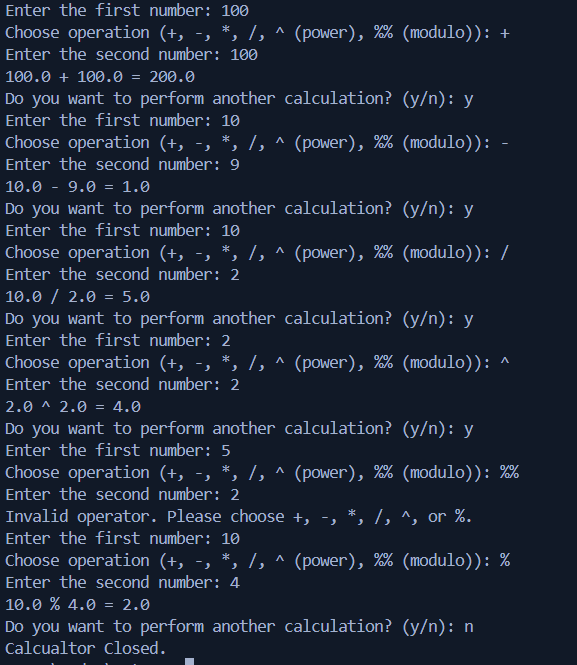 Enter the first number: 100
Choose operation (+, -, *, /, ^ (power), %% (modulo)): +
Enter the second number: 100
100.0 + 100.0 = 200.0
Do you want to perform another calculation? (y/n): y
Enter the first number: 10
Choose operation (+, -, *, /, ^ (power), %% (modulo)): -
Enter the second number: 9
10.0 - 9.0 = 1.0
Do you want to perform another calculation? (y/n): y
Enter the first number: 10
Choose operation (+, -, *, /, ^ (power), %% (modulo)): /
Enter the second number: 2
10.0 / 2.0 = 5.0
Do you want to perform another calculation? (y/n): y
Enter the first number: 2
Choose operation (+, -, *, /, ^ (power), %% (modulo)): ^
Enter the second number: 2
2.0 ^ 2.0 = 4.0
Do you want to perform another calculation? (y/n): y
Enter the first number: 5
Choose operation (+, -, *, /, ^ (power), %% (modulo)): %%
Enter the second number: 2
Invalid operator. Please choose +, -, *, /, ^, or %.
Enter the first number: 10
Choose operation (+, -, *, /, ^ (power), %% (modulo)): %
Enter the second number: 4
10.0 % 4.0 = 2.0
Do you want to perform another calculation? (y/n): n
Calcualtor Closed.